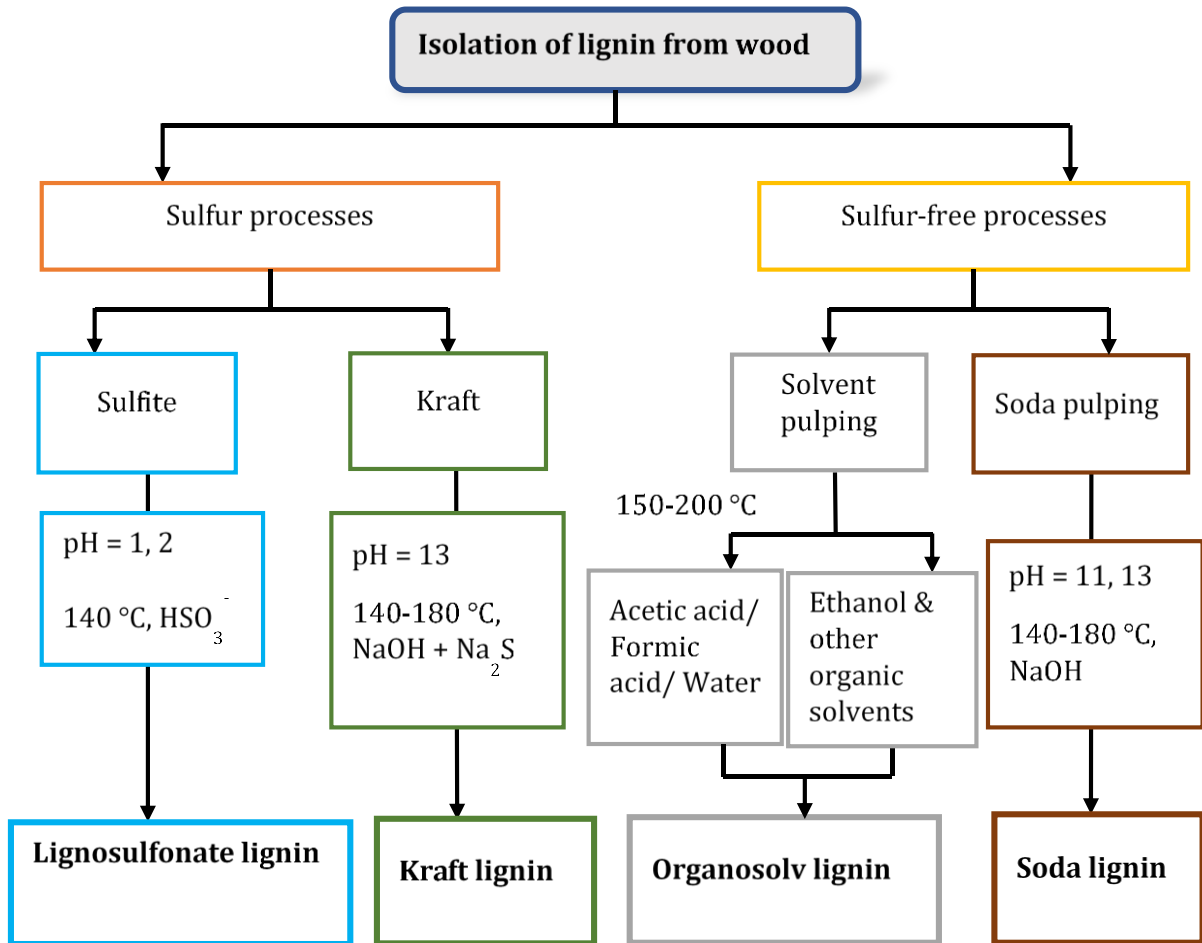 Isolation of lignin from wood
Sulfur processes
Sulfur-free processes
Sulfite
Kraft
Solvent
pulping
Soda pulping
pH = 1, 2
140 °C, HSO₃⁻
pH = 13
140-180 °C,
NaOH + Na₂S
150-200 °C
Acetic acid/
Formic
acid/ Water
Ethanol &
other
organic
solvents
pH = 11, 13
140-180 °C,
NaOH
Lignosulfonate lignin
Kraft lignin
Organosolv lignin
Soda lignin